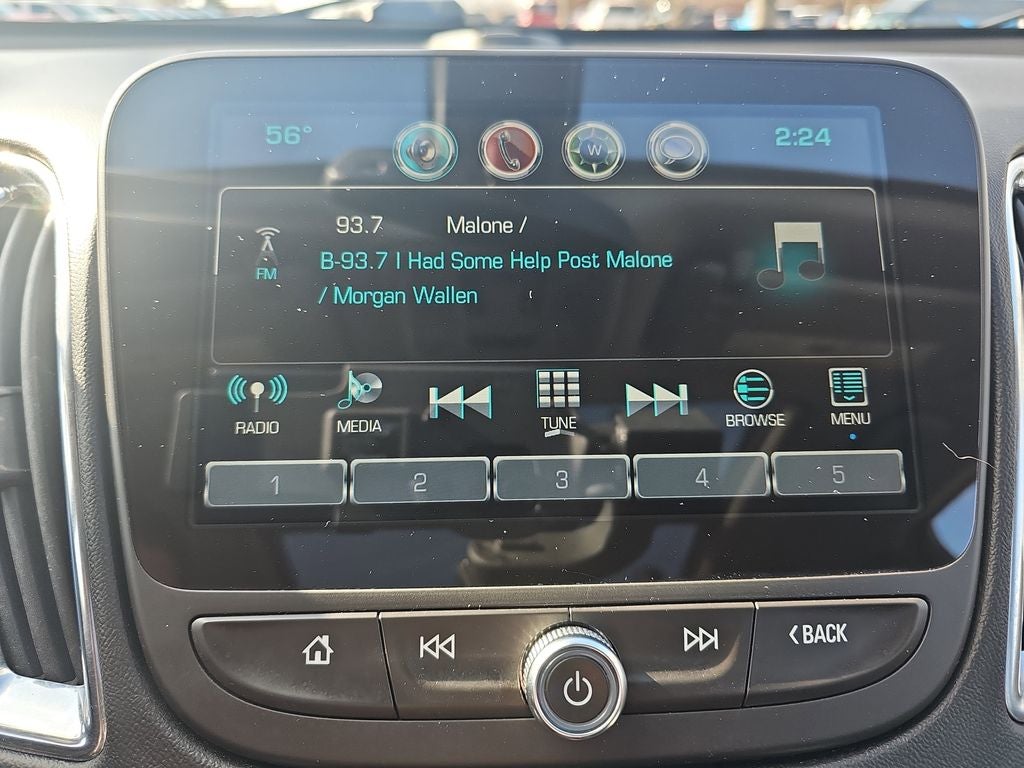 56° W 2:24
93.7 Malone /
FM
B-93.7 I Had Some Help Post Malone
/ Morgan Wallen
RADIO MEDIA TUNE BROWSE MENU
1 2 3 4 5
BACK